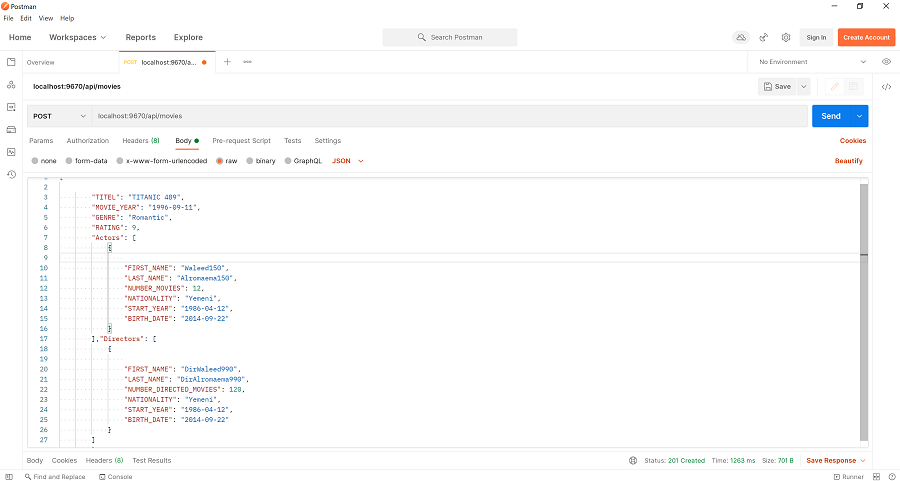 Postman
File Edit View Help
Home Workspaces Reports Explore Search Postman Sign In Create Account
Overview POST localhost:9670/a... No Environment
localhost:9670/api/movies Save
POST localhost:9670/api/movies Send
Params Authorization Headers (8) Body Pre-request Script Tests Settings Cookies
none form-data x-www-form-urlencoded raw binary GraphQL JSON Beautify
2
3 "TITEL": "TITANIC 489",
4 "MOVIE_YEAR": "1996-09-11",
5 "GENRE": "Romantic",
6 "RATING": 9,
7 "Actors": [
8 {
9
10 "FIRST_NAME": "Waleed150",
11 "LAST_NAME": "Alromaema150",
12 "NUMBER_MOVIES": 12,
13 "NATIONALITY": "Yemeni",
14 "START_YEAR": "1986-04-12",
15 "BIRTH_DATE": "2014-09-22"
16 }
17 ],"Directors": [
18 {
19
20 "FIRST_NAME": "DirWaleed990",
21 "LAST_NAME": "DirAlromaema990",
22 "NUMBER_DIRECTED_MOVIES": 120,
23 "NATIONALITY": "Yemeni",
24 "START_YEAR": "1986-04-12",
25 "BIRTH_DATE": "2014-09-22"
26 }
27 ]
Body Cookies Headers (8) Test Results Status: 201 Created Time: 1263 ms Size: 701 B Save Response
Find and Replace Console Runner